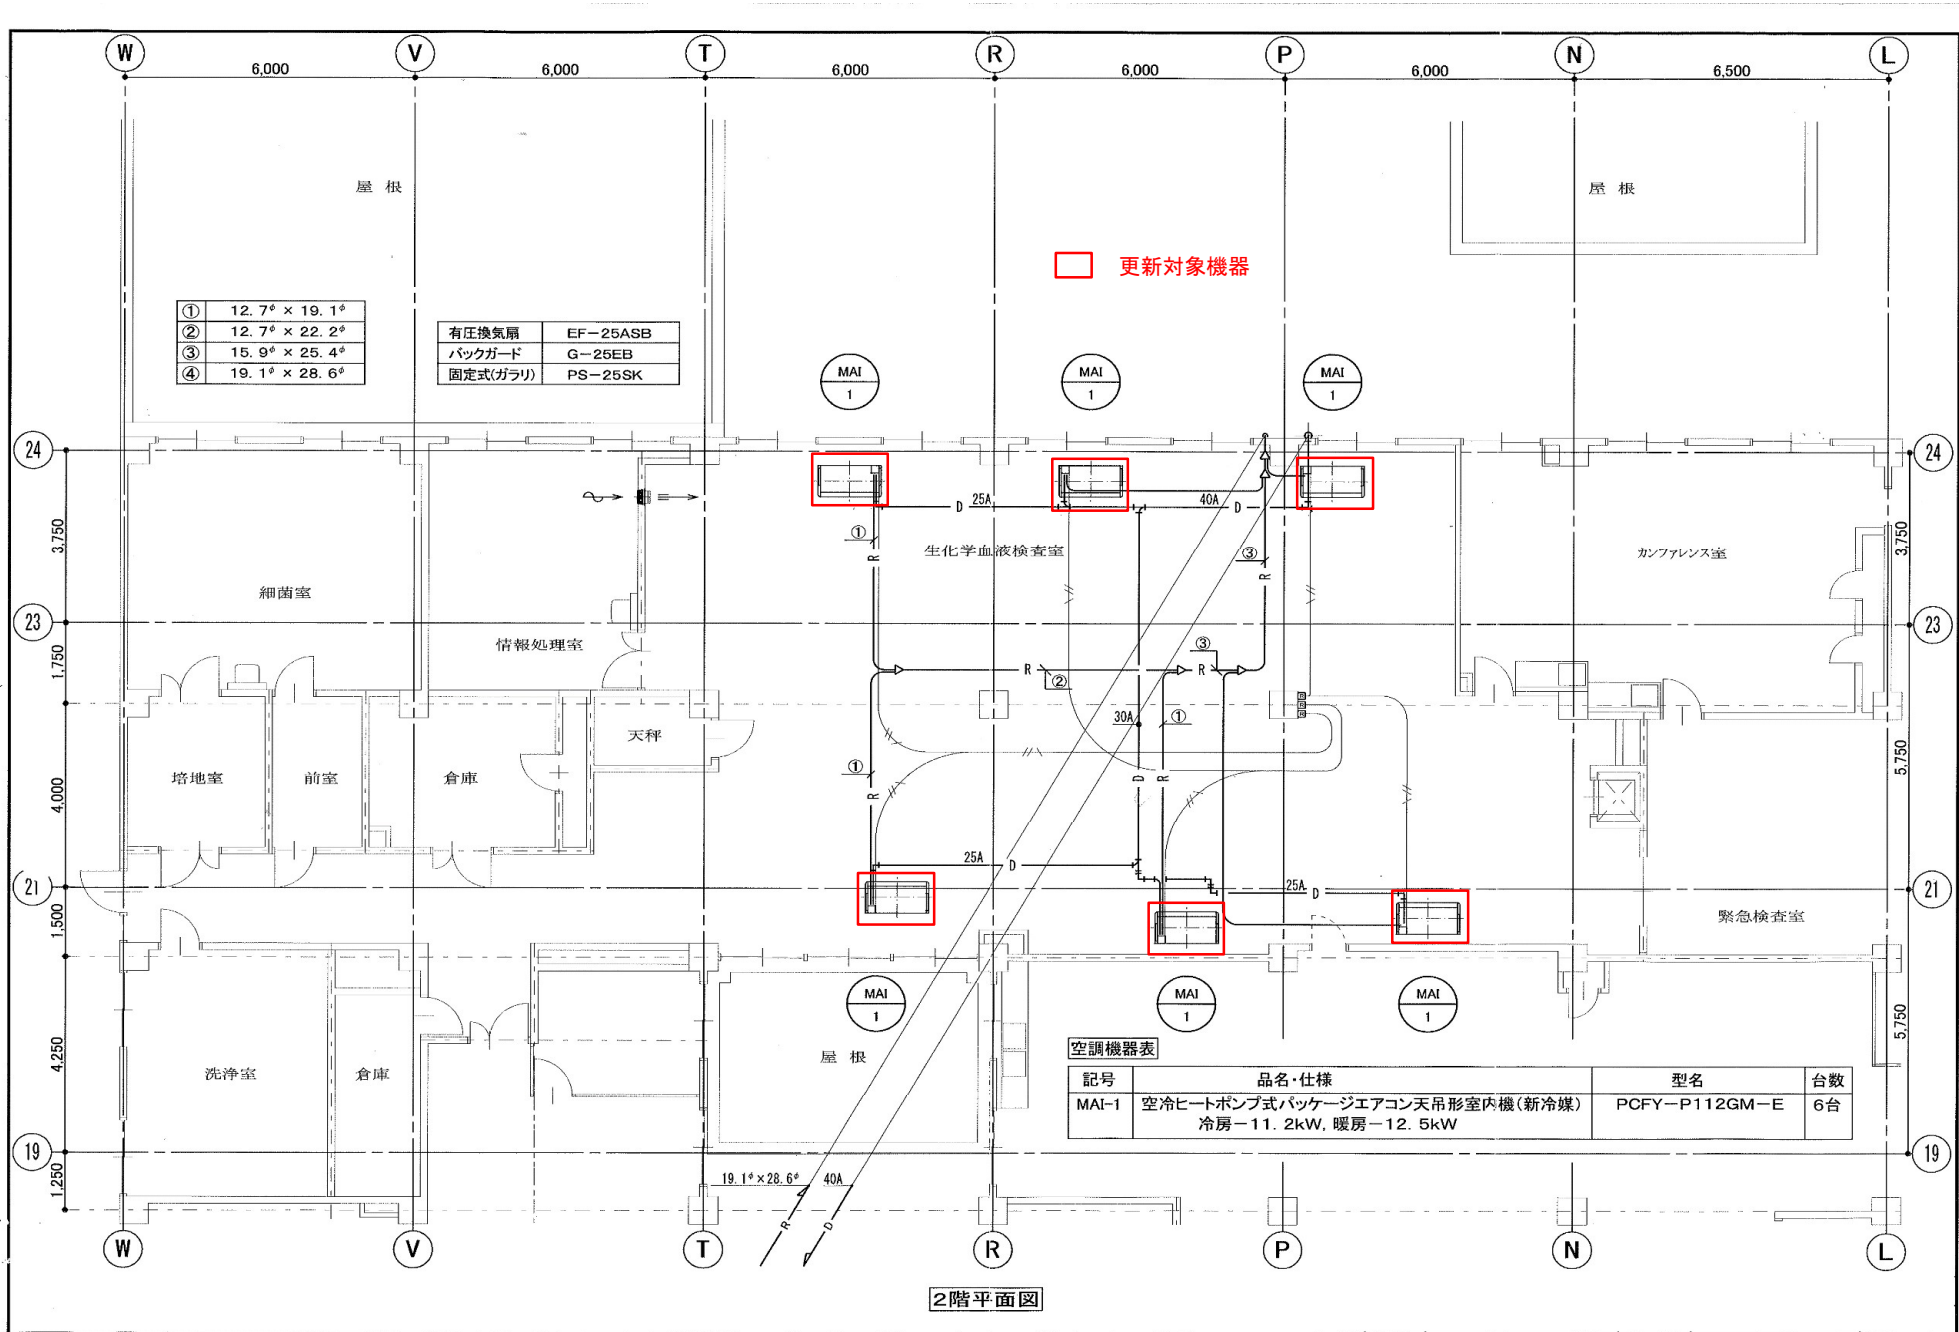 W V T R P N L
6,000 6,000 6,000 6,000 6,000 6,500
屋 根
屋 根
更新対象機器
① 12.7φ × 19.1φ
② 12.7φ × 22.2φ
③ 15.9φ × 25.4φ
④ 19.1φ × 28.6φ
有圧換気扇 EF-25ASB
バックガード G-25EB
固定式(ガラリ) PS-25SK
MAI 1
MAI 1
MAI 1
24
24
25A D 40A D
3,750
3,750
① R
生化学血液検査室
③ R
カンファレンス室
細菌室
23
23
情報処理室
1,750
R ② R ③
30A ①
天秤
培地室
前室
倉庫
① R
D R
4,000
5,750
25A D
25A D
21
21
1,500
緊急検査室
MAI 1
MAI 1
MAI 1
屋 根
洗浄室
倉庫
4,250
5,750
空調機器表
記号 品名・仕様 型名 台数
MAI-1 空冷ヒートポンプ式パッケージエアコン天吊形室内機(新冷媒) PCFY-P112GM-E 6台
冷房-11.2kW, 暖房-12.5kW
19
19
1,250
19.1φ×28.6φ 40A
R D
W V T R P N L
2階平面図